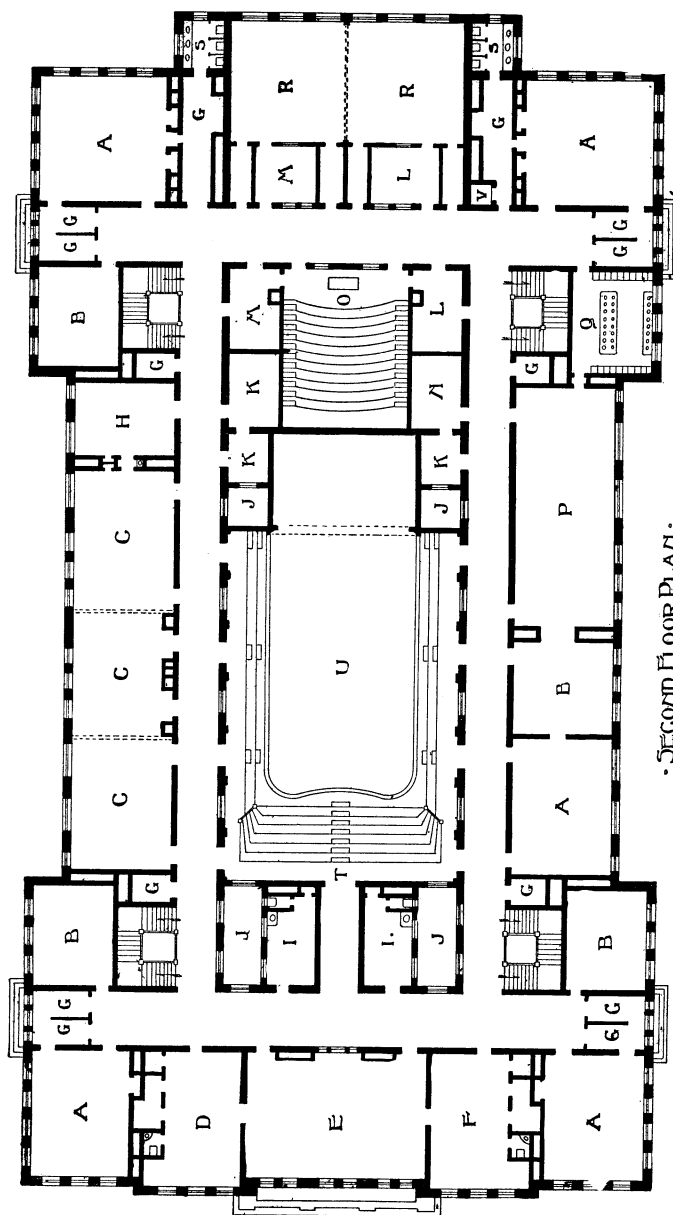 A G G B B G G A
C C C H
G G G S
D
J J K K M M R
I
E T U O
I.
J J K L L R
F
V G S
G G
A B P
A G G B Q G G A
· SECOND FLOOR PLAN ·